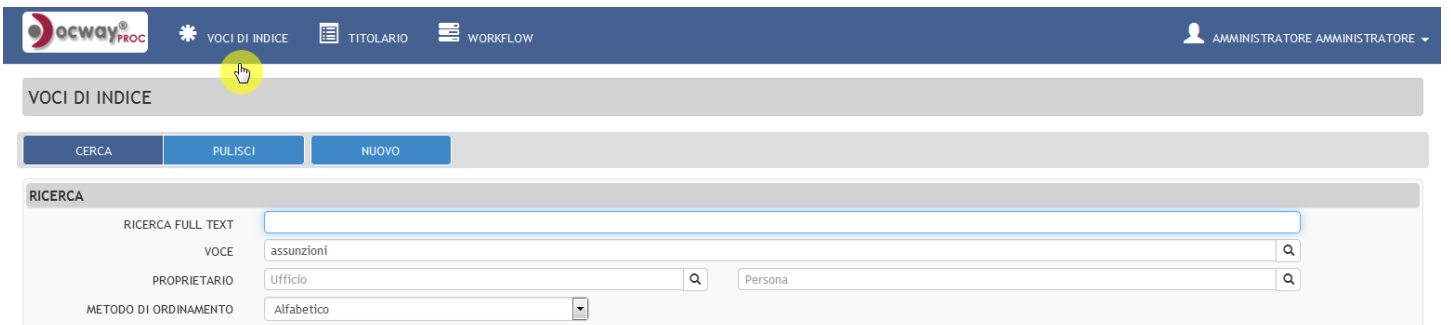 Docway® PROC VOCI DI INDICE TITOLARIO WORKFLOW AMMINISTRATORE AMMINISTRATORE
VOCI DI INDICE
CERCA PULISCI NUOVO
RICERCA
RICERCA FULL TEXT
VOCE assunzioni
PROPRIETARIO Ufficio Persona
METODO DI ORDINAMENTO Alfabetico